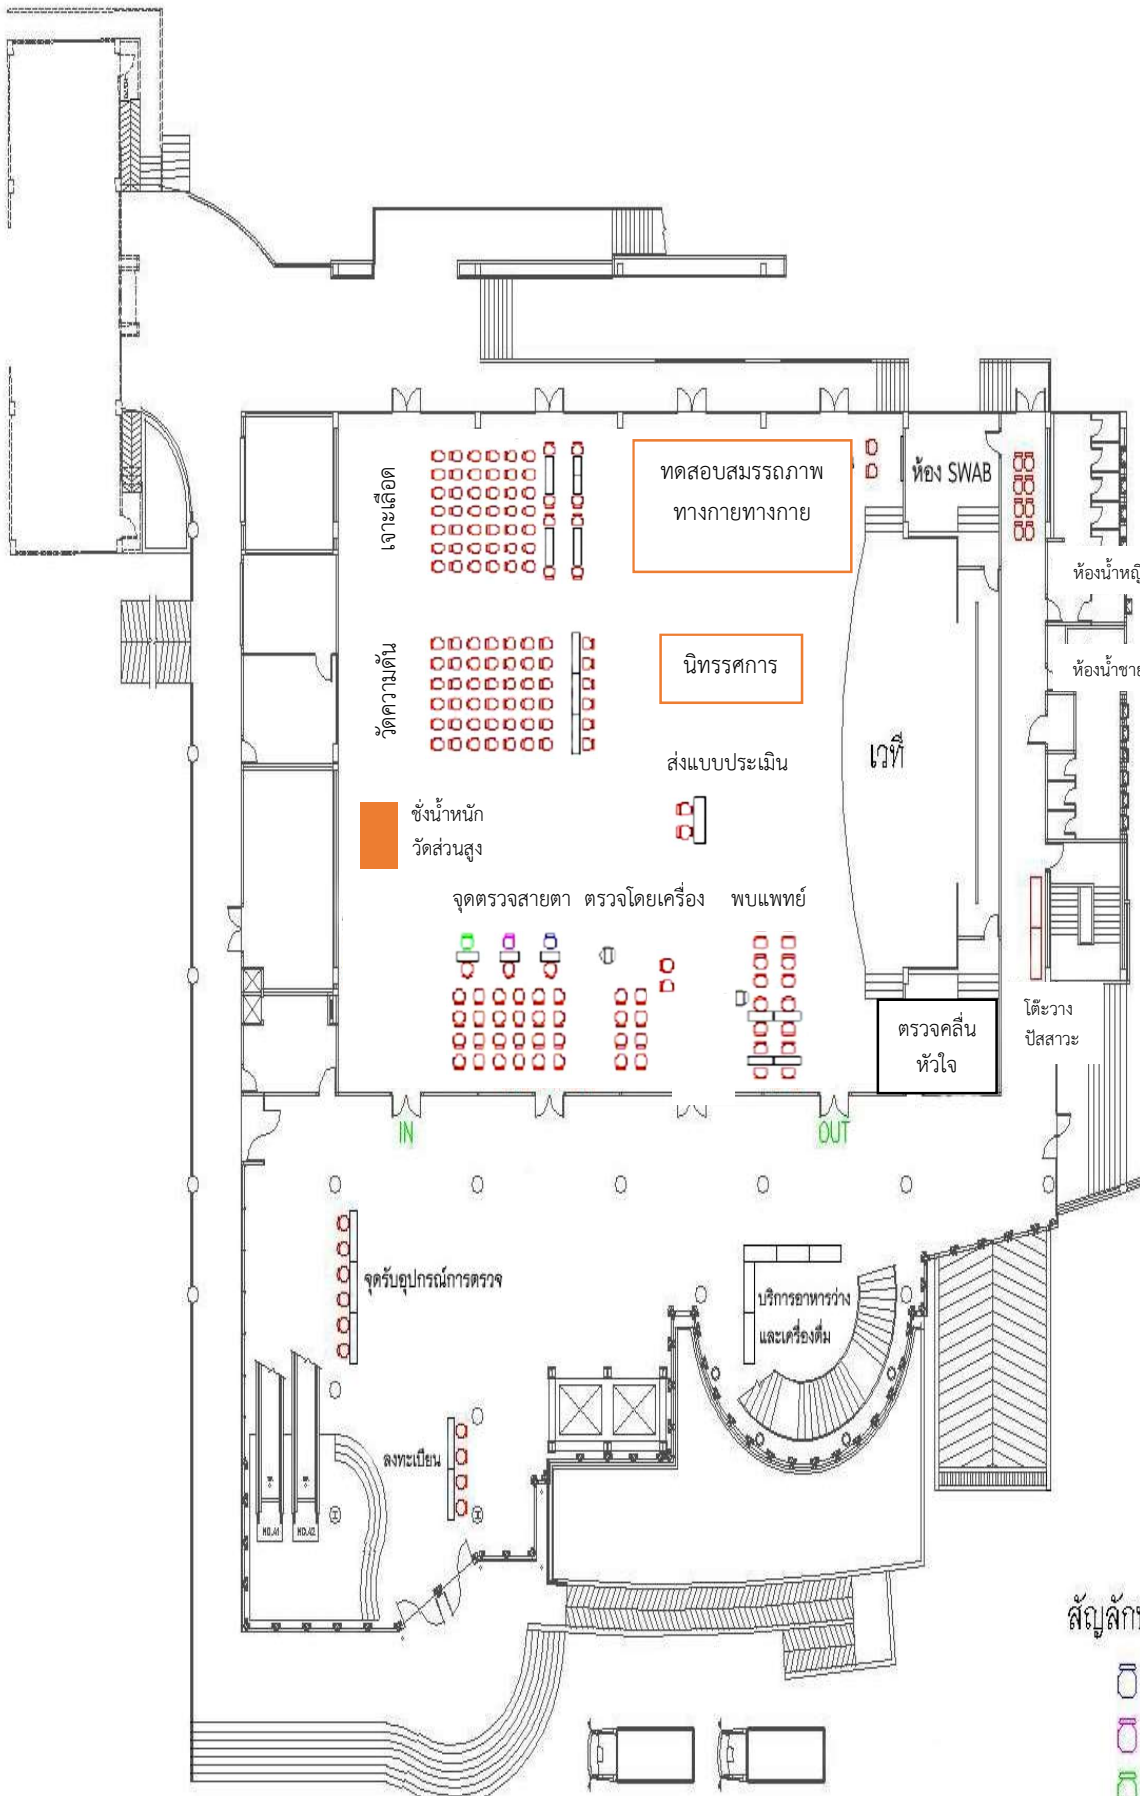 เจาะเลือด
ทดสอบสมรรถภาพ
ทางกายทางกาย
ห้อง SWAB
ห้องน้ำหญิ
วัดความดัน
นิทรรศการ
ห้องน้ำชาย
ส่งแบบประเมิน
เวที
ชั่งน้ำหนัก
วัดส่วนสูง
จุดตรวจสายตา
ตรวจโดยเครื่อง
พบแพทย์
โต๊ะวาง
ปัสสาวะ
ตรวจคลื่น
หัวใจ
IN
OUT
จุดรับอุปกรณ์การตรวจ
บริการอาหารว่าง
และเครื่องดื่ม
ลงทะเบียน
NO.A1
NO.A2
สัญลัก